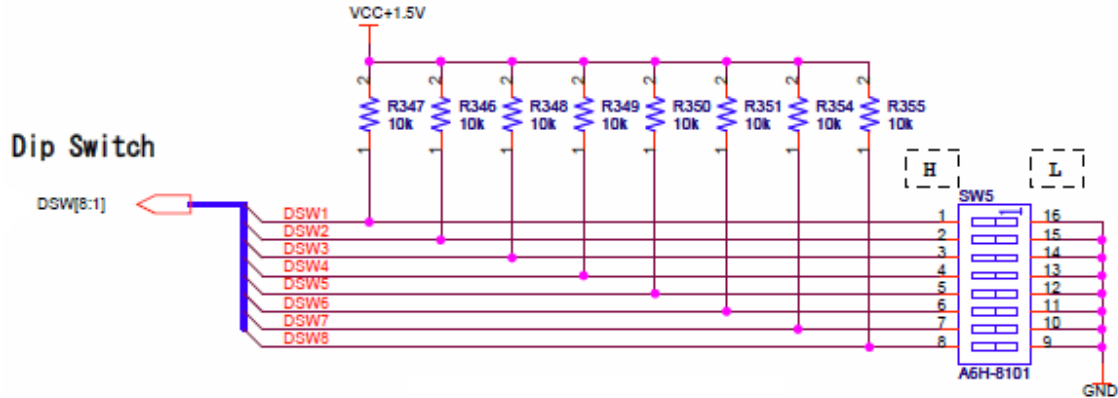 VCC+1.5V
2 2 2 2 2 2 2 2
R347 R346 R348 R349 R350 R351 R354 R355
10k 10k 10k 10k 10k 10k 10k 10k
1 1 1 1 1 1 1 1
Dip Switch
H L
DSW[8:1]
SW5
DSW1 1 16
DSW2 2 15
DSW3 3 14
DSW4 4 13
DSW5 5 12
DSW6 6 11
DSW7 7 10
DSW8 8 9
A6H-8101
GND